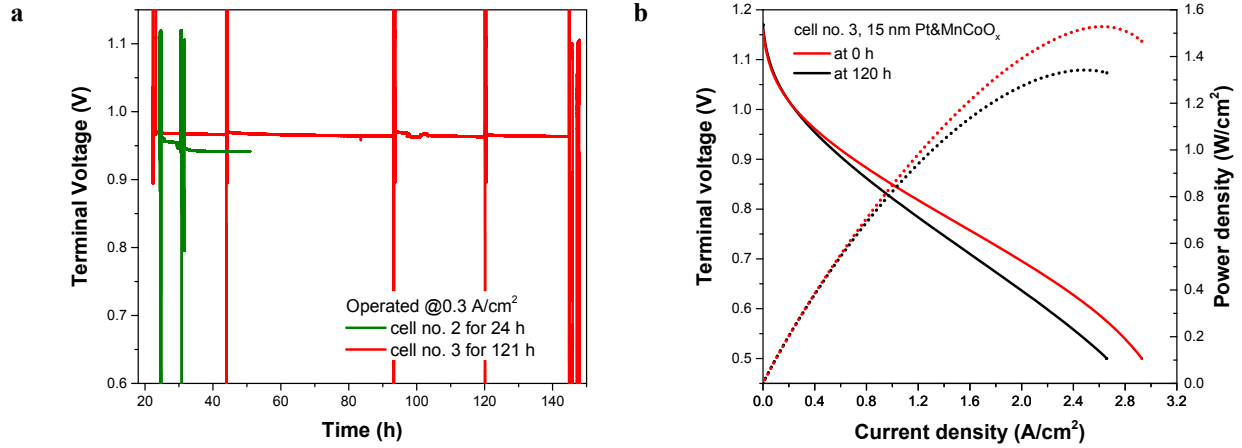 a
1.1
1.0
0.9
0.8
0.7
0.6
20 40 60 80 100 120 140
Terminal Voltage (V)
Time (h)
Operated @0.3 A/cm²
cell no. 2 for 24 h
cell no. 3 for 121 h
b
1.2
1.1
1.0
0.9
0.8
0.7
0.6
0.5
0.0 0.4 0.8 1.2 1.6 2.0 2.4 2.8 3.2
Terminal voltage (V)
Current density (A/cm²)
cell no. 3, 15 nm Pt&MnCoOₓ
at 0 h
at 120 h
1.6
1.4
1.2
1.0
0.8
0.6
0.4
0.2
0.0
Power density (W/cm²)